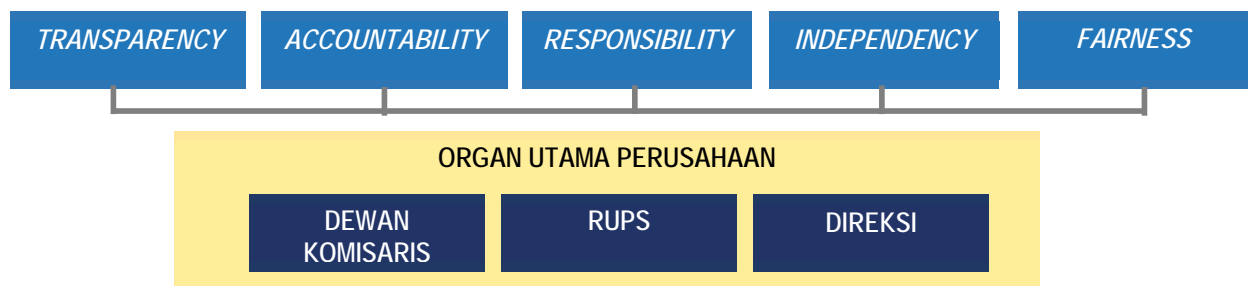 TRANSPARENCY
ACCOUNTABILITY
RESPONSIBILITY
INDEPENDENCY
FAIRNESS
ORGAN UTAMA PERUSAHAAN
DEWAN
KOMISARIS
RUPS
DIREKSI